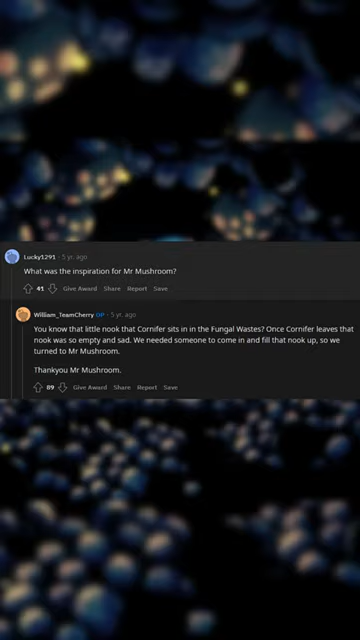 Lucky1291 · 5 yr. ago
What was the inspiration for Mr Mushroom?
41 Give Award Share Report Save
William_TeamCherry OP · 5 yr. ago
You know that little nook that Cornifer sits in in the Fungal Wastes? Once Cornifer leaves that
nook was so empty and sad. We needed someone to come in and fill that nook up, so we
turned to Mr Mushroom.
Thankyou Mr Mushroom.
89 Give Award Share Report Save